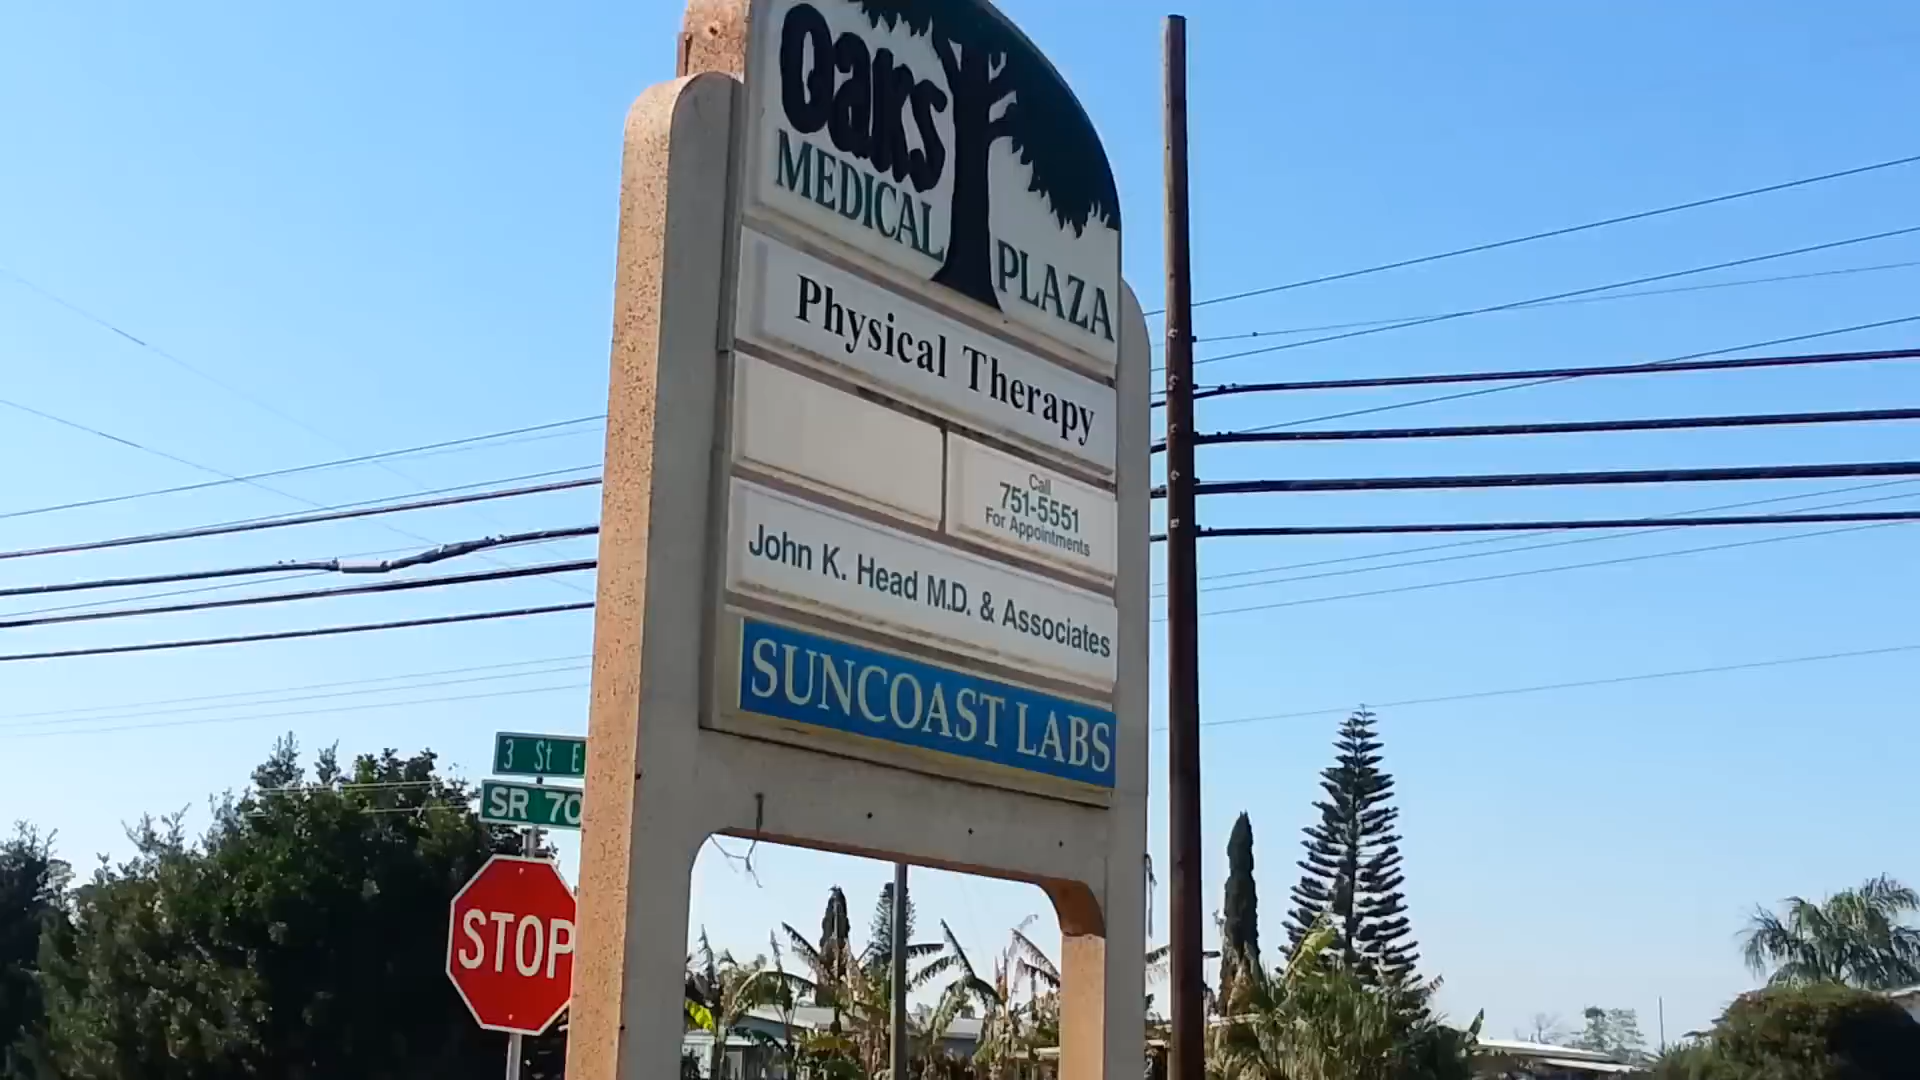 Oaks
MEDICAL PLAZA
Physical Therapy
Call
751-5551
For Appointments
John K. Head M.D. & Associates
SUNCOAST LABS
3 St E
SR 70
STOP